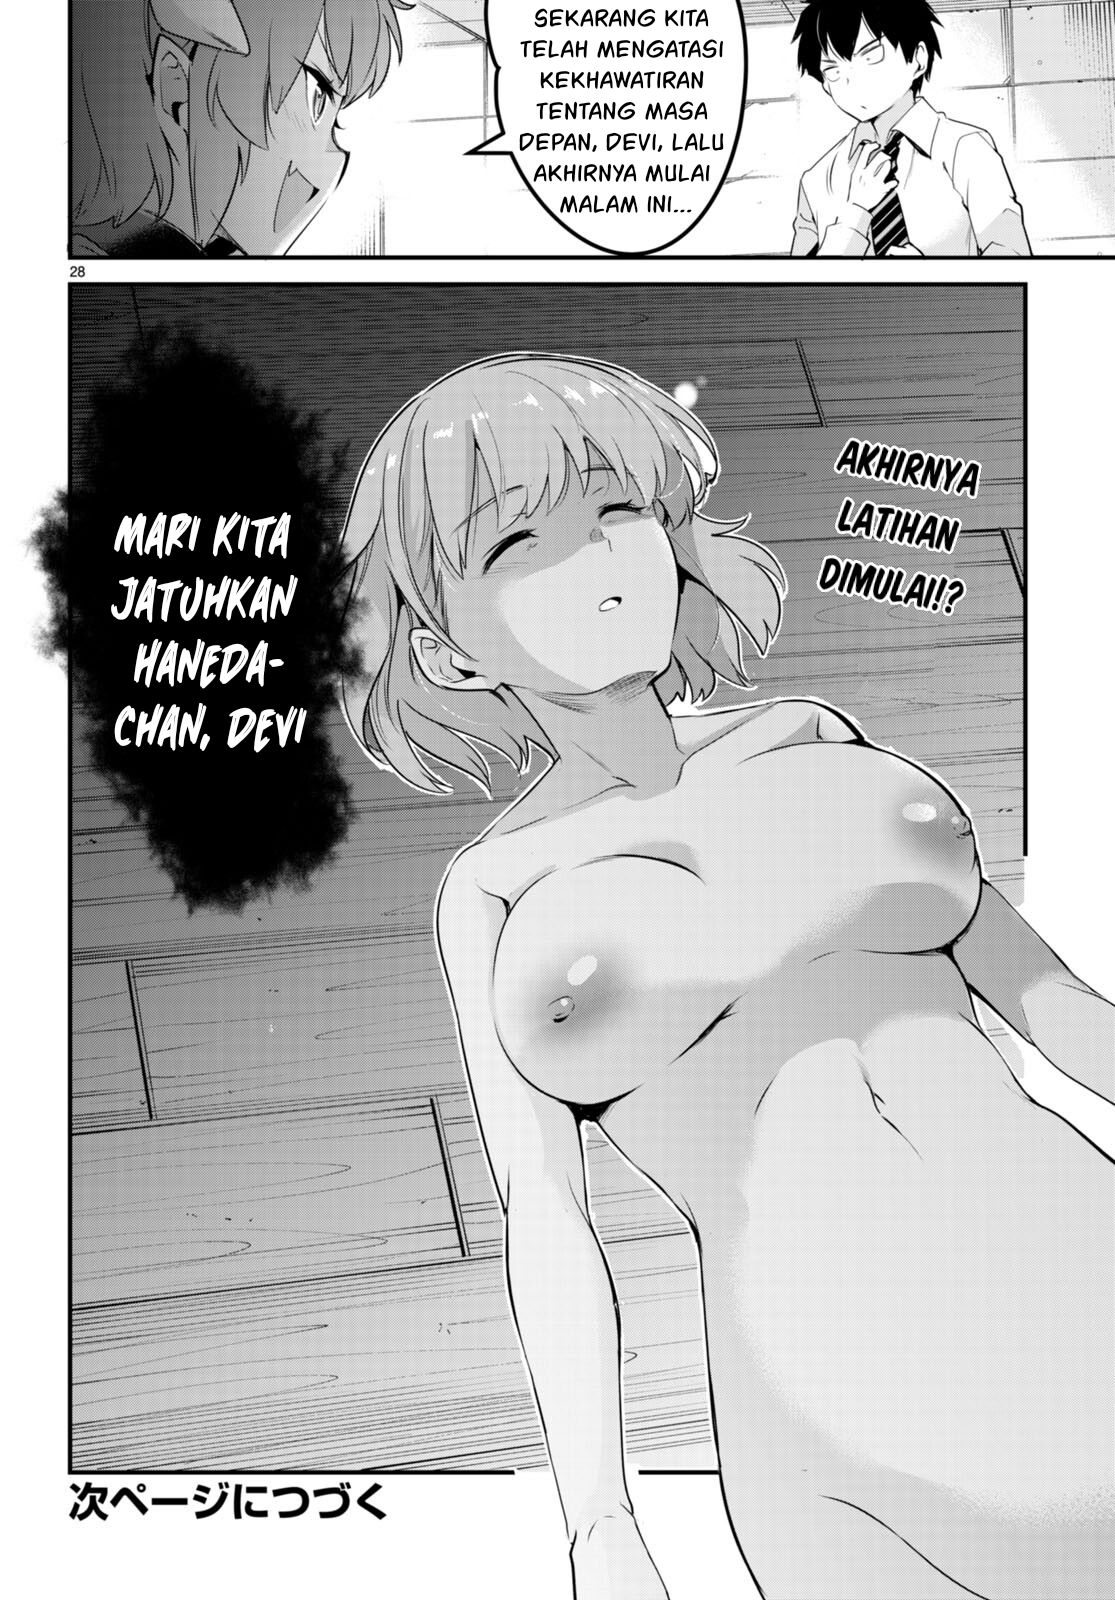 SEKARANG KITA
TELAH MENGATASI
KEKHAWATIRAN
TENTANG MASA
DEPAN, DEVI, LALU
AKHIRNYA MULAI
MALAM INI...
28
AKHIRNYA
LATIHAN
DIMULAI!?
MARI KITA
JATUHKAN
HANEDA-
CHAN, DEVI
次ページにつづく